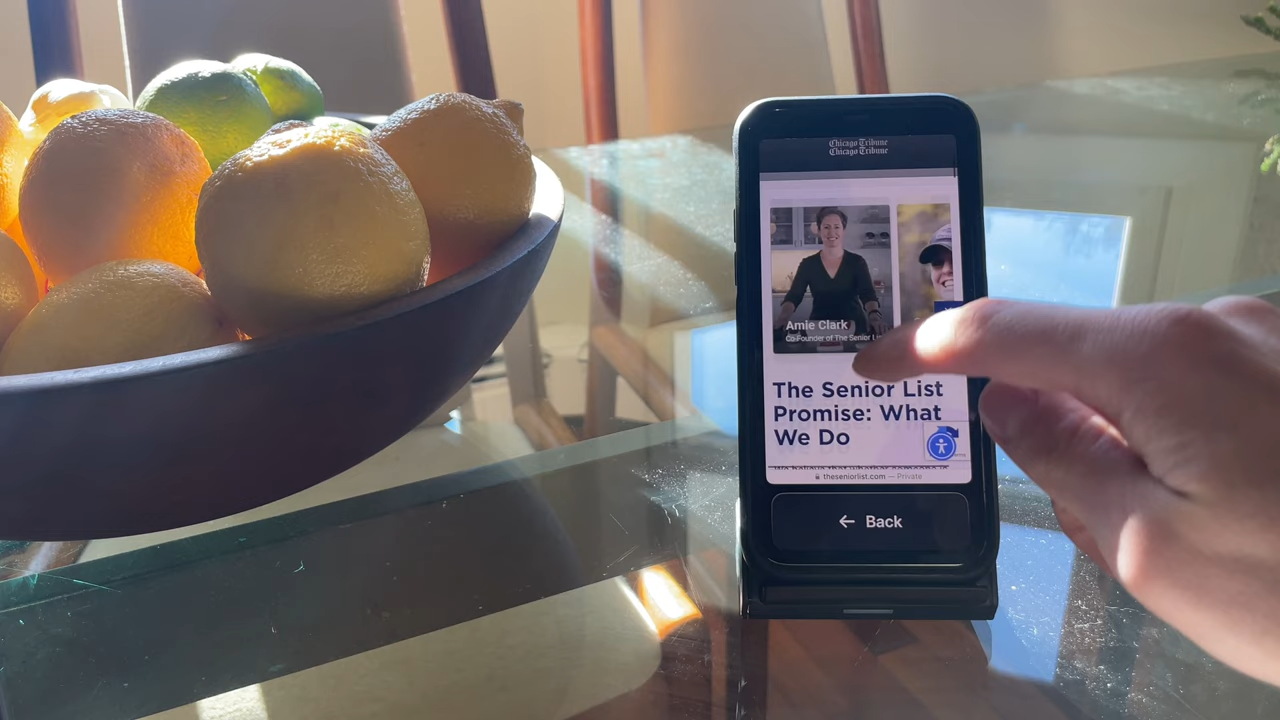 Chicago Tribune
Chicago Tribune
Amie Clark
Co-Founder of The Senior
The Senior List
Promise: What
We Do
theseniorlist.com — Private
← Back